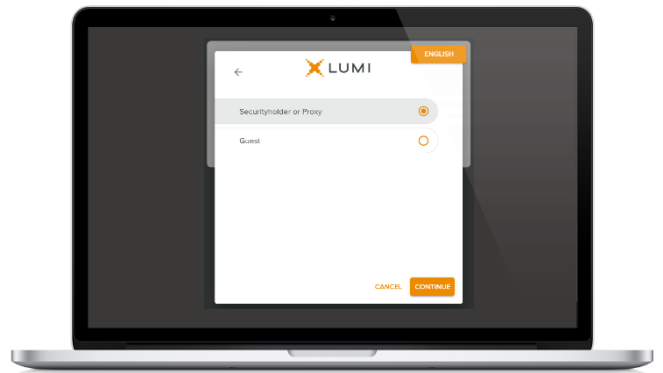 ENGLISH
LUMI
Securityholder or Proxy
Guest
CANCEL
CONTINUE